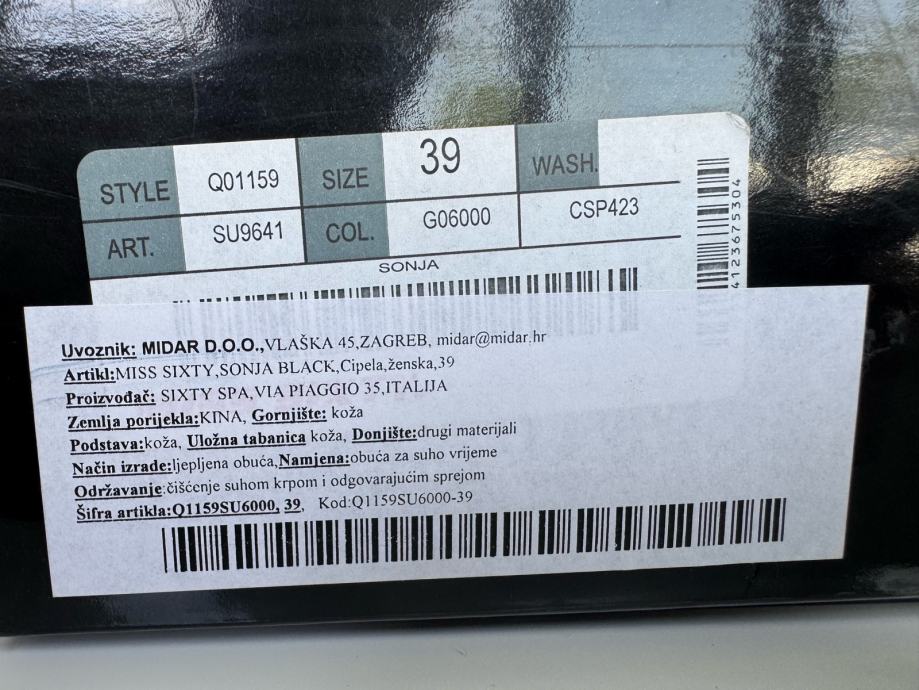 STYLE Q01159 SIZE 39 WASH.
ART. SU9641 COL. G06000 CSP423
SONJA
4123675304
Uvoznik: MIDAR D.O.O.,VLAŠKA 45,ZAGREB, midar@midar.hr
Artikl:MISS SIXTY,SONJA BLACK,Cipela,ženska,39
Proizvođač: SIXTY SPA,VIA PIAGGIO 35,ITALIJA
Zemlja porijekla:KINA, Gornjište: koža
Podstava:koža, Uložna tabanica koža, Donjište:drugi materijali
Način izrade:ljepljena obuća,Namjena:obuća za suho vrijeme
Održavanje:čišćenje suhom krpom i odgovarajućim sprejom
Šifra artikla:Q1159SU6000, 39, Kod:Q1159SU6000-39